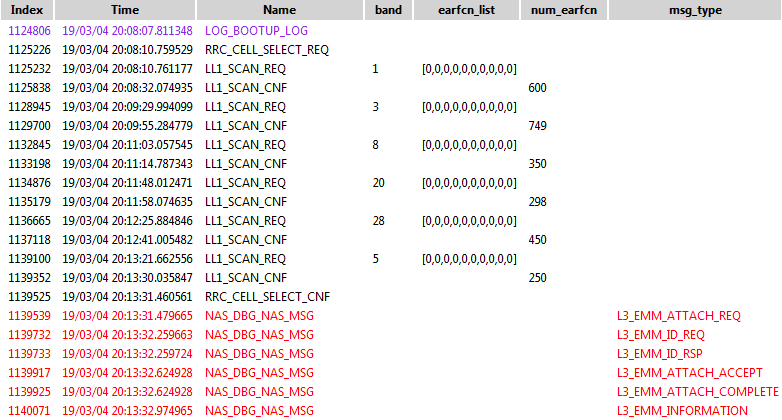 Index Time Name band earfcn_list num_earfcn msg_type
1124806 19/03/04 20:08:07.811348 LOG_BOOTUP_LOG
1125226 19/03/04 20:08:10.759529 RRC_CELL_SELECT_REQ
1125232 19/03/04 20:08:10.761177 LL1_SCAN_REQ 1 [0,0,0,0,0,0,0,0,0,0]
1125838 19/03/04 20:08:32.074935 LL1_SCAN_CNF 600
1128945 19/03/04 20:09:29.994099 LL1_SCAN_REQ 3 [0,0,0,0,0,0,0,0,0,0]
1129700 19/03/04 20:09:55.284779 LL1_SCAN_CNF 749
1132845 19/03/04 20:11:03.057545 LL1_SCAN_REQ 8 [0,0,0,0,0,0,0,0,0,0]
1133198 19/03/04 20:11:14.787343 LL1_SCAN_CNF 350
1134876 19/03/04 20:11:48.012471 LL1_SCAN_REQ 20 [0,0,0,0,0,0,0,0,0,0]
1135179 19/03/04 20:11:58.074635 LL1_SCAN_CNF 298
1136665 19/03/04 20:12:25.884846 LL1_SCAN_REQ 28 [0,0,0,0,0,0,0,0,0,0]
1137118 19/03/04 20:12:41.005482 LL1_SCAN_CNF 450
1139100 19/03/04 20:13:21.662556 LL1_SCAN_REQ 5 [0,0,0,0,0,0,0,0,0,0]
1139352 19/03/04 20:13:30.035847 LL1_SCAN_CNF 250
1139525 19/03/04 20:13:31.460561 RRC_CELL_SELECT_CNF
1139539 19/03/04 20:13:31.479665 NAS_DBG_NAS_MSG L3_EMM_ATTACH_REQ
1139732 19/03/04 20:13:32.259663 NAS_DBG_NAS_MSG L3_EMM_ID_REQ
1139733 19/03/04 20:13:32.259724 NAS_DBG_NAS_MSG L3_EMM_ID_RSP
1139917 19/03/04 20:13:32.624928 NAS_DBG_NAS_MSG L3_EMM_ATTACH_ACCEPT
1139925 19/03/04 20:13:32.624928 NAS_DBG_NAS_MSG L3_EMM_ATTACH_COMPLETE
1140071 19/03/04 20:13:32.974965 NAS_DBG_NAS_MSG L3_EMM_INFORMATION